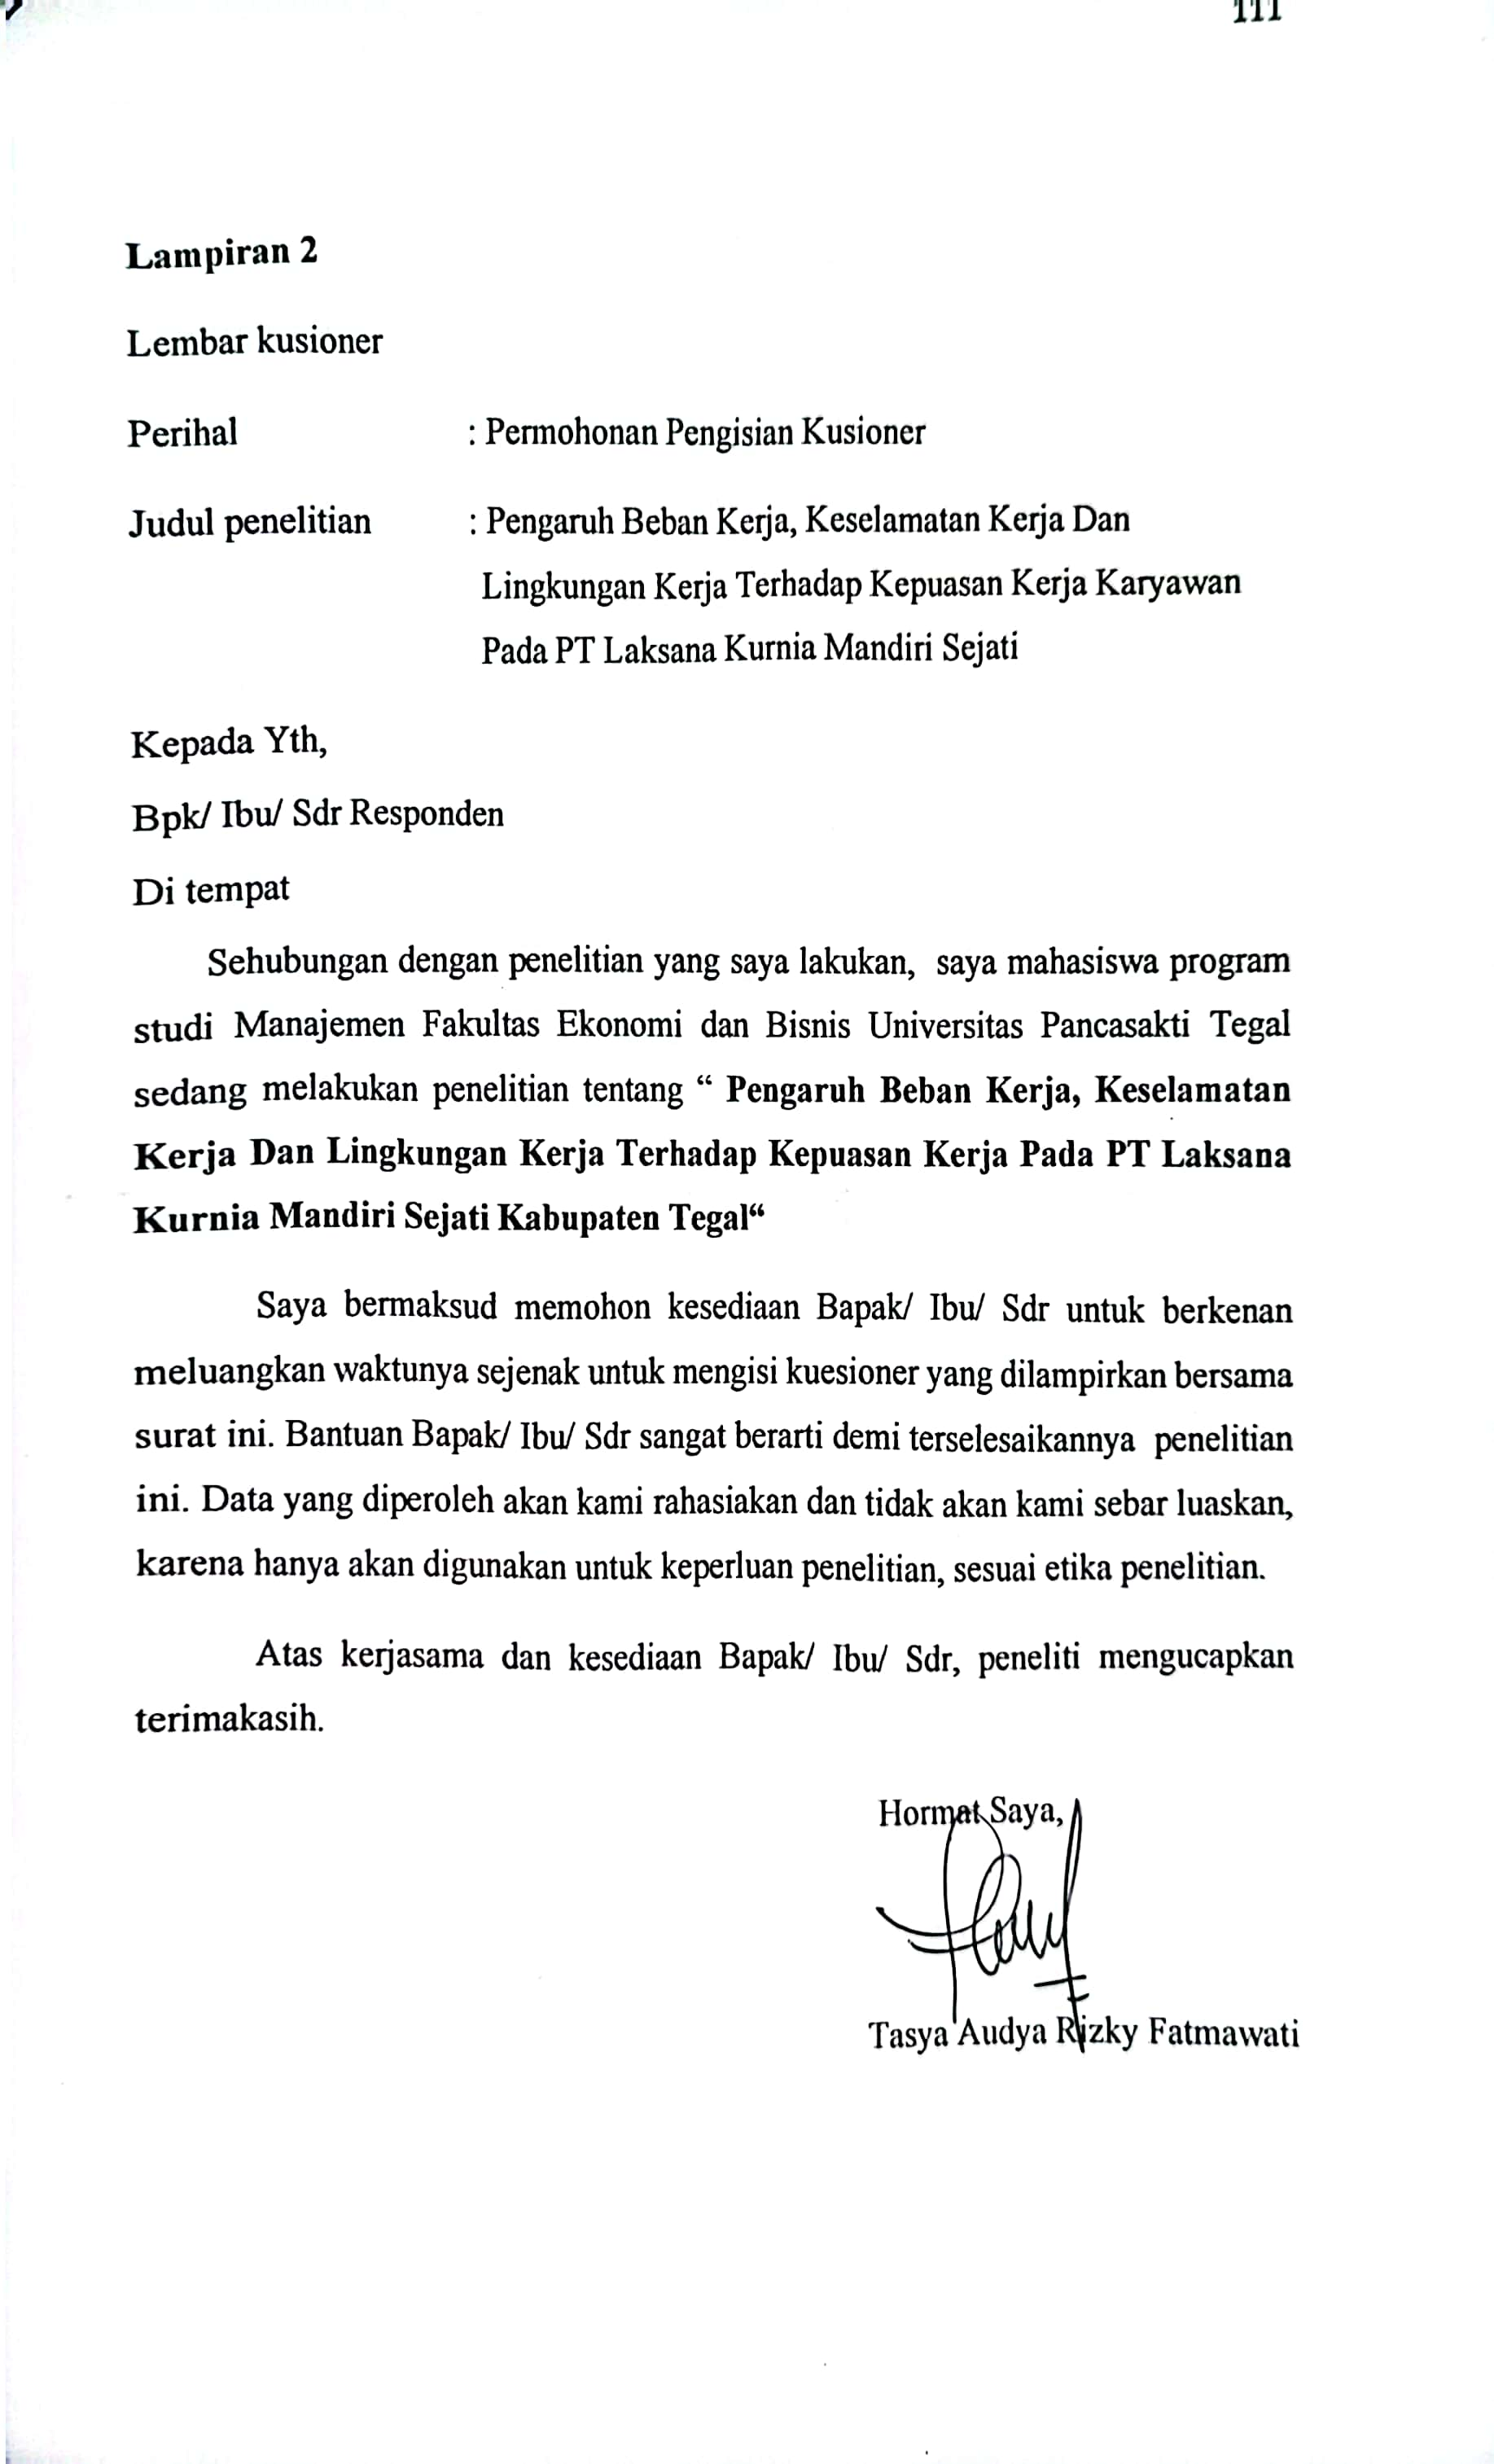 111
Lampiran 2
Lembar kusioner
Perihal : Permohonan Pengisian Kusioner
Judul penelitian : Pengaruh Beban Kerja, Keselamatan Kerja Dan
Lingkungan Kerja Terhadap Kepuasan Kerja Karyawan
Pada PT Laksana Kurnia Mandiri Sejati
Kepada Yth,
Bpk/ Ibu/ Sdr Responden
Di tempat
Sehubungan dengan penelitian yang saya lakukan, saya mahasiswa program
studi Manajemen Fakultas Ekonomi dan Bisnis Universitas Pancasakti Tegal
sedang melakukan penelitian tentang “ Pengaruh Beban Kerja, Keselamatan
Kerja Dan Lingkungan Kerja Terhadap Kepuasan Kerja Pada PT Laksana
Kurnia Mandiri Sejati Kabupaten Tegal“
Saya bermaksud memohon kesediaan Bapak/ Ibu/ Sdr untuk berkenan
meluangkan waktunya sejenak untuk mengisi kuesioner yang dilampirkan bersama
surat ini. Bantuan Bapak/ Ibu/ Sdr sangat berarti demi terselesaikannya penelitian
ini. Data yang diperoleh akan kami rahasiakan dan tidak akan kami sebar luaskan,
karena hanya akan digunakan untuk keperluan penelitian, sesuai etika penelitian.
Atas kerjasama dan kesediaan Bapak/ Ibu/ Sdr, peneliti mengucapkan
terimakasih.
Hormat Saya,
Tasya Audya Rizky Fatmawati